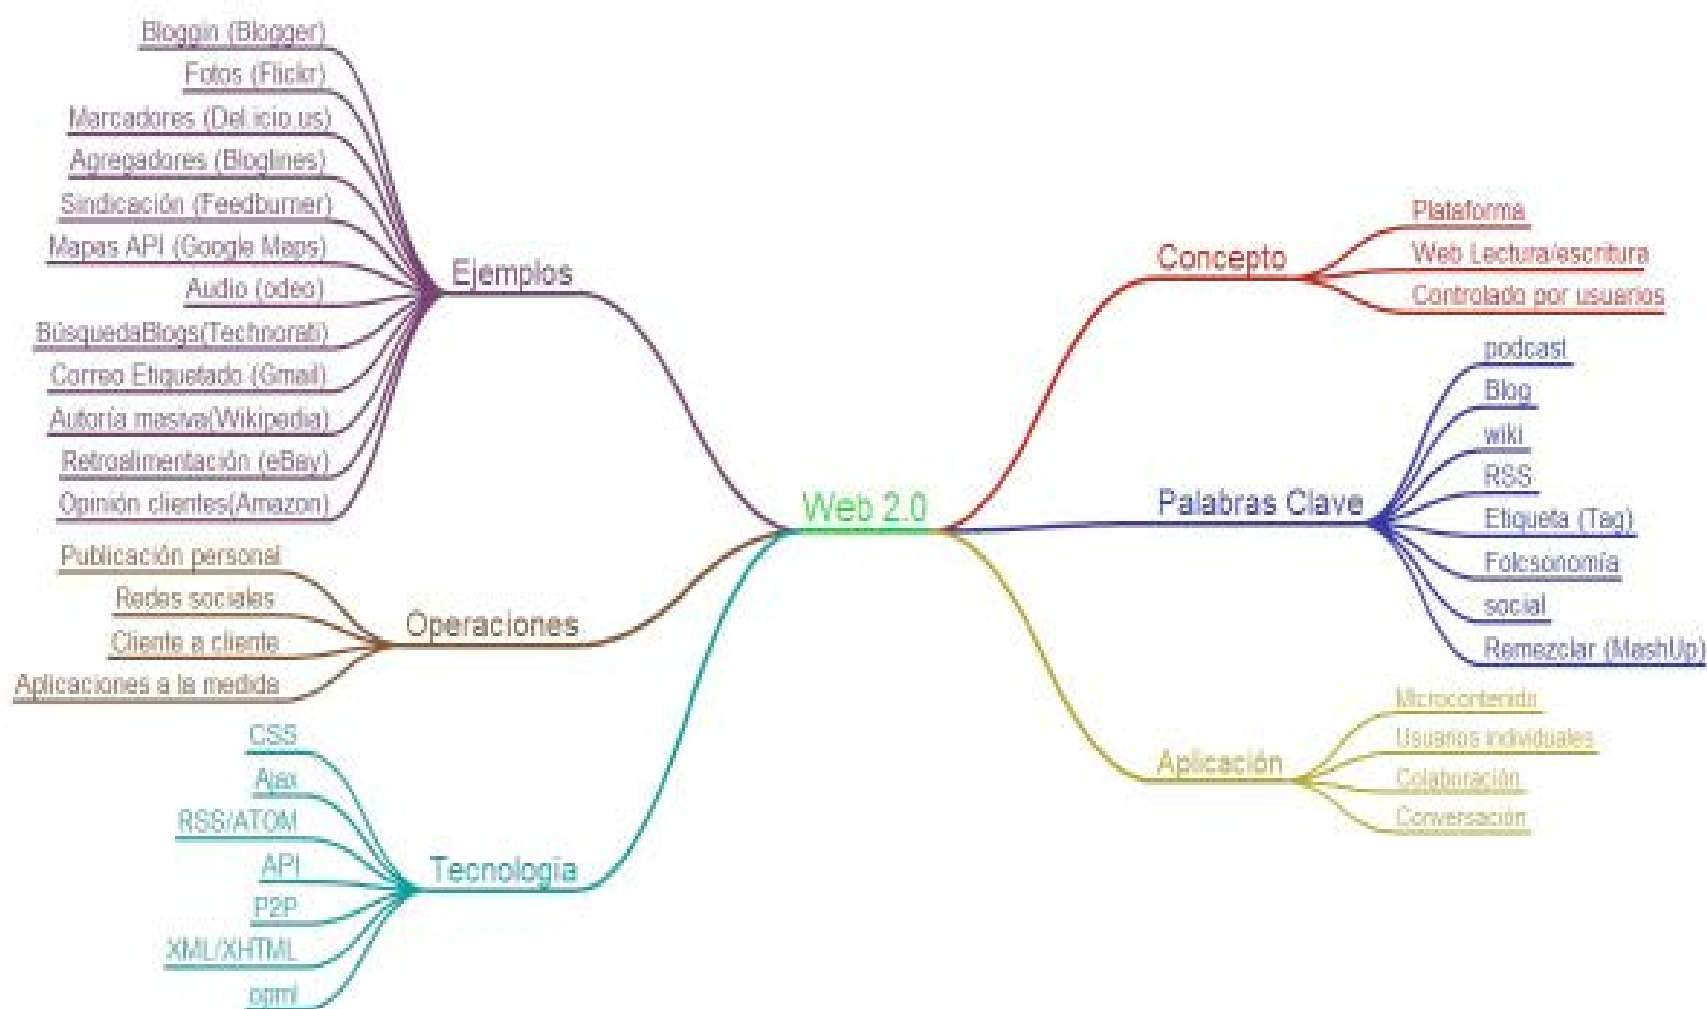 Web 2.0
Ejemplos
Bloggin (Blogger)
Fotos (Flickr)
Marcadores (Del.icio.us)
Agregadores (Bloglines)
Sindicación (Feedburner)
Mapas API (Google Maps)
Audio (odeo)
BúsquedaBlogs(Technorati)
Correo Etiquetado (Gmail)
Autoría masiva(Wikipedia)
Retroalimentación (eBay)
Opinión clientes(Amazon)
Operaciones
Publicación personal
Redes sociales
Cliente a cliente
Aplicaciones a la medida
Tecnología
CSS
Ajax
RSS/ATOM
API
P2P
XML/XHTML
opml
Concepto
Plataforma
Web Lectura/escritura
Controlado por usuarios
Palabras Clave
podcast
Blog
wiki
RSS
Etiqueta (Tag)
Folcsonomía
social
Remezclar (MashUp)
Aplicación
Microcontenido
Usuarios individuales
Colaboración
Conversación